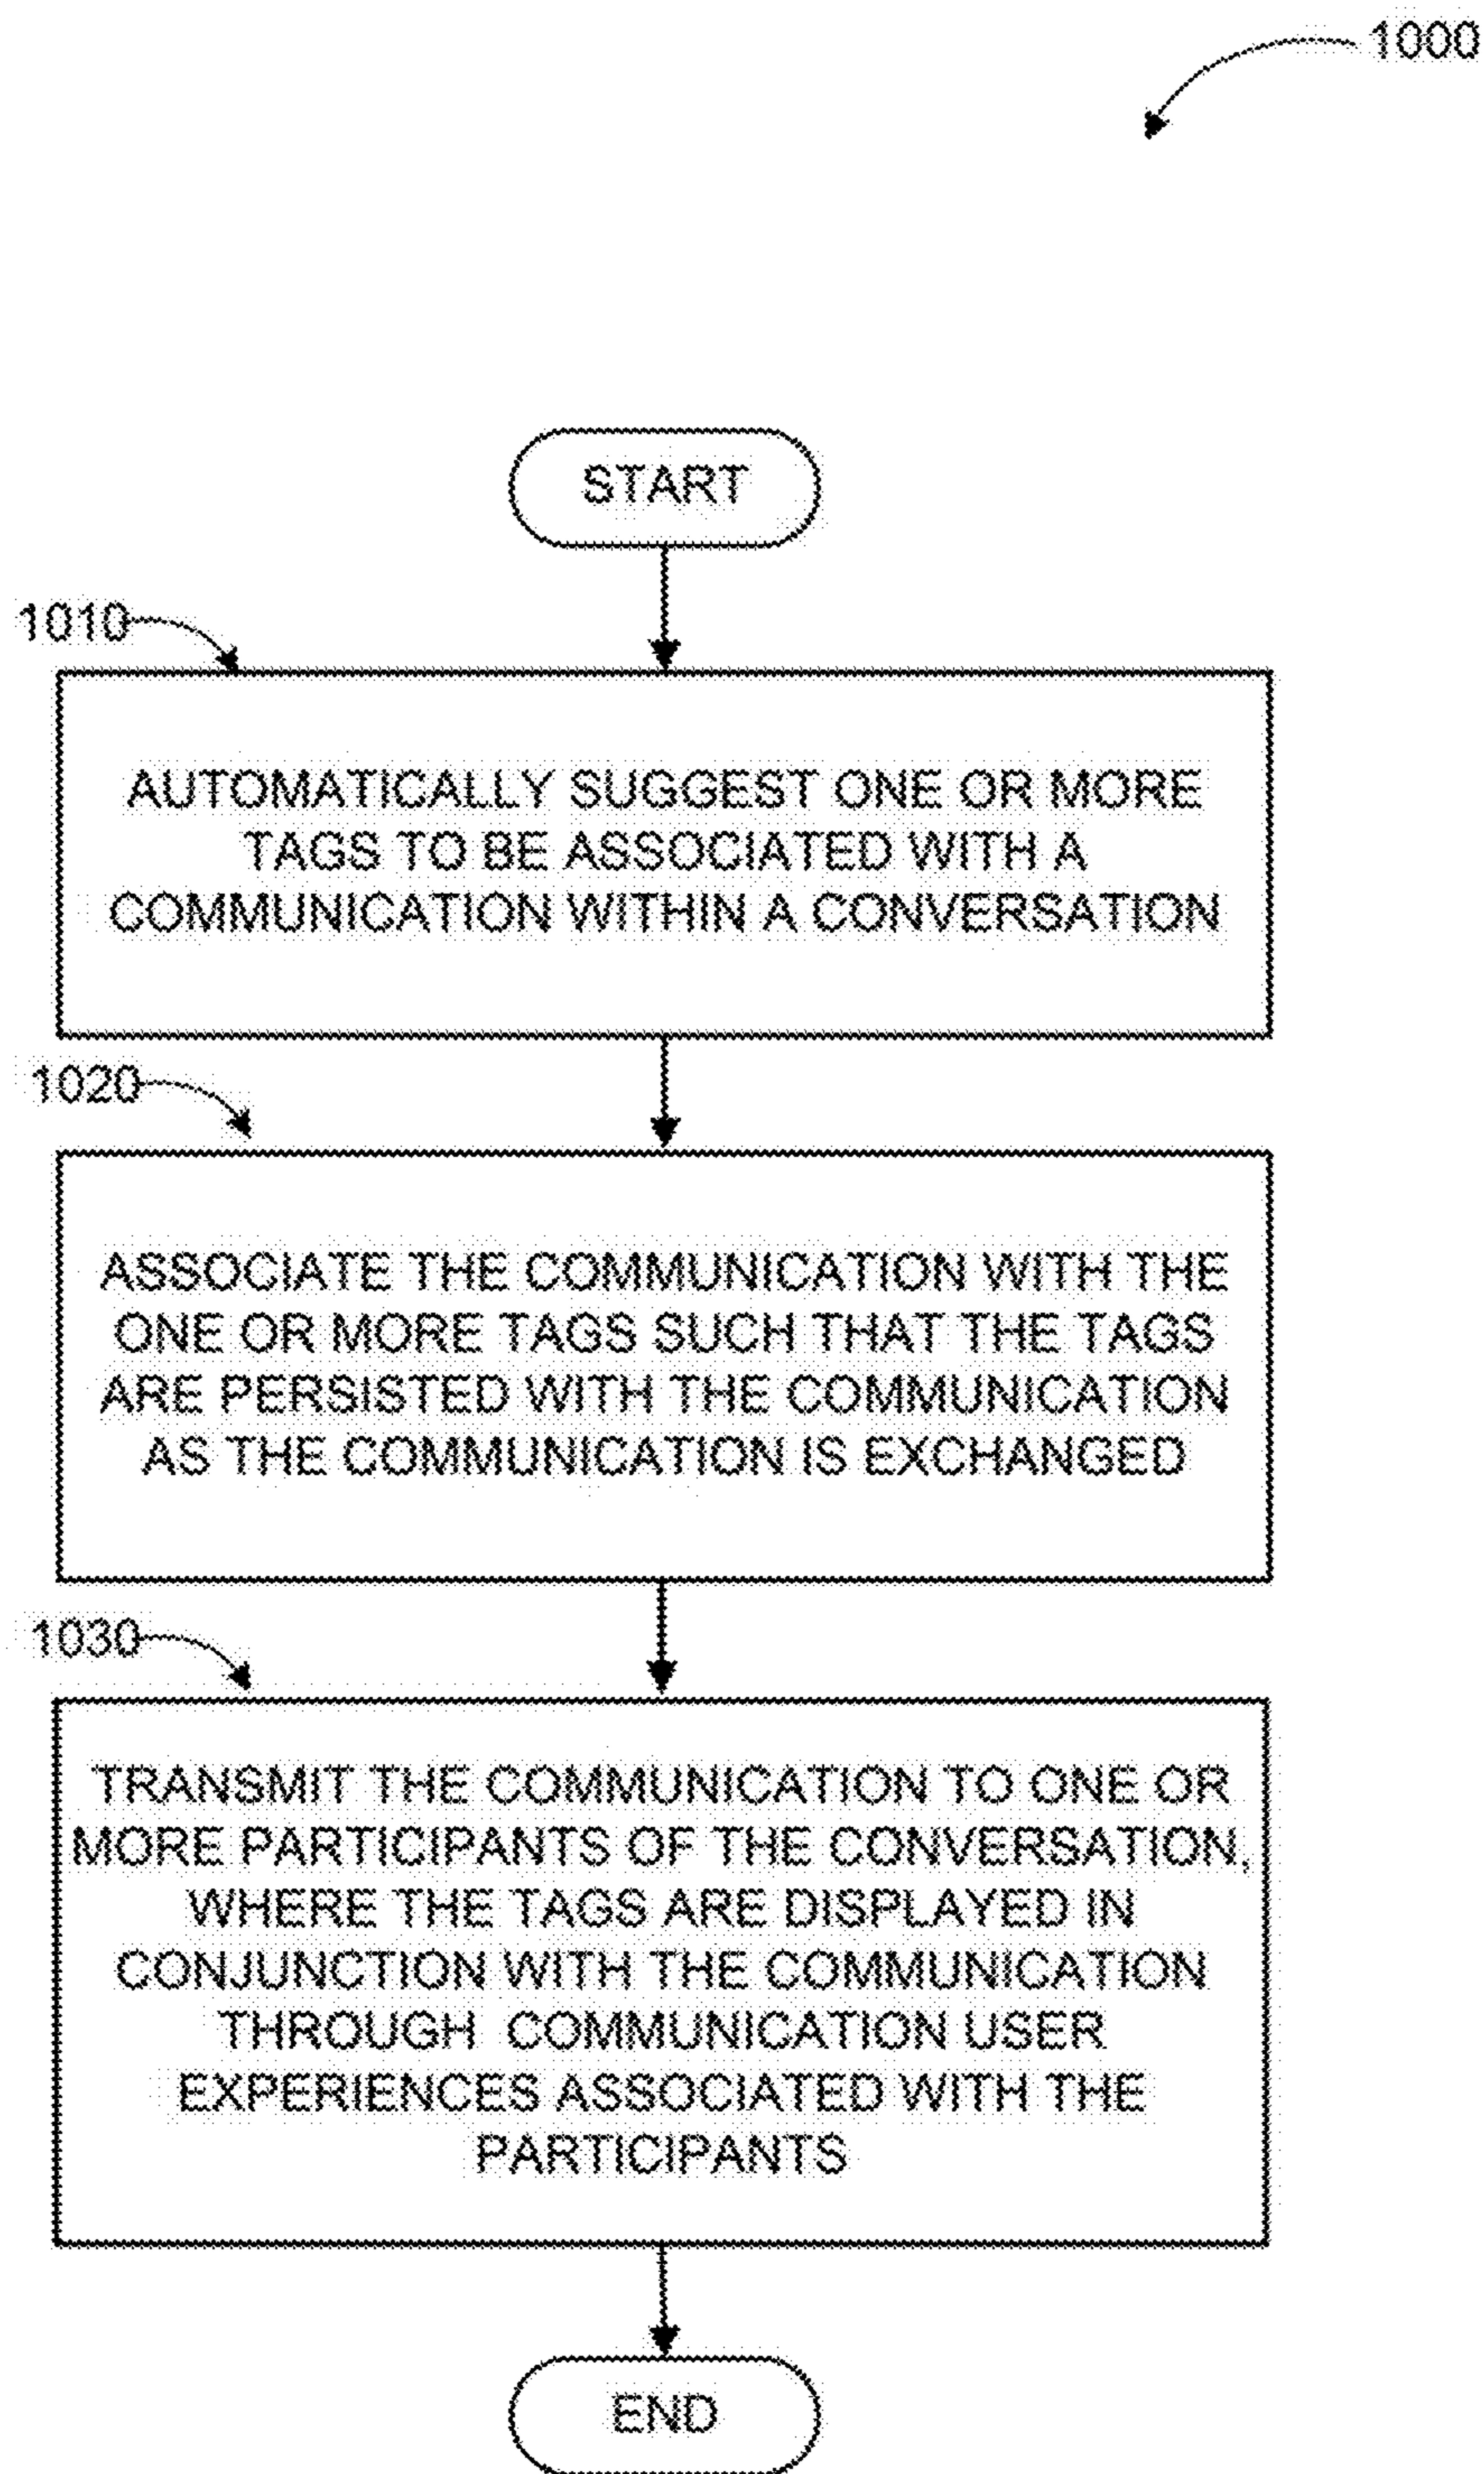 1000
START
1010
AUTOMATICALLY SUGGEST ONE OR MORE
TAGS TO BE ASSOCIATED WITH A
COMMUNICATION WITHIN A CONVERSATION
1020
ASSOCIATE THE COMMUNICATION WITH THE
ONE OR MORE TAGS SUCH THAT THE TAGS
ARE PERSISTED WITH THE COMMUNICATION
AS THE COMMUNICATION IS EXCHANGED
1030
TRANSMIT THE COMMUNICATION TO ONE OR
MORE PARTICIPANTS OF THE CONVERSATION,
WHERE THE TAGS ARE DISPLAYED IN
CONJUNCTION WITH THE COMMUNICATION
THROUGH COMMUNICATION USER
EXPERIENCES ASSOCIATED WITH THE
PARTICIPANTS
END